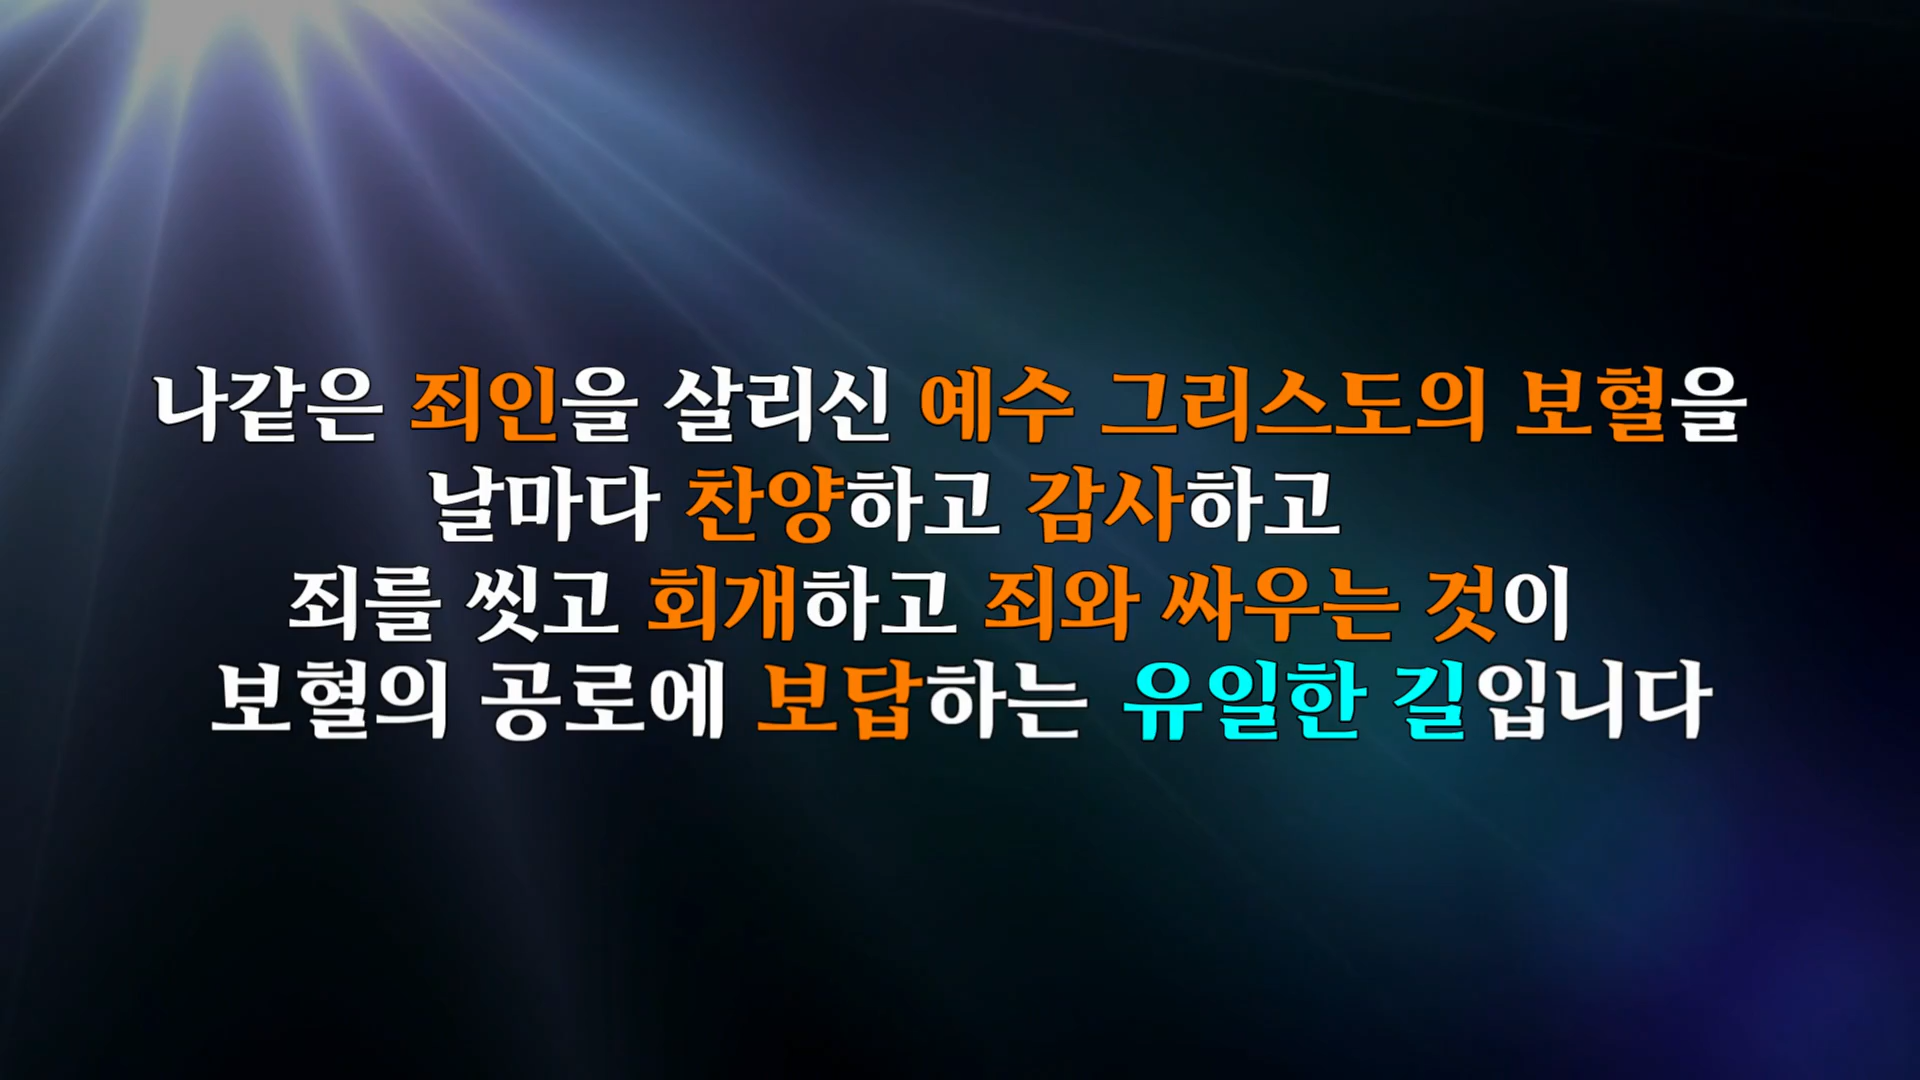 나같은 죄인을 살리신 예수 그리스도의 보혈을
날마다 찬양하고 감사하고
죄를 씻고 회개하고 죄와 싸우는 것이
보혈의 공로에 보답하는 유일한 길입니다